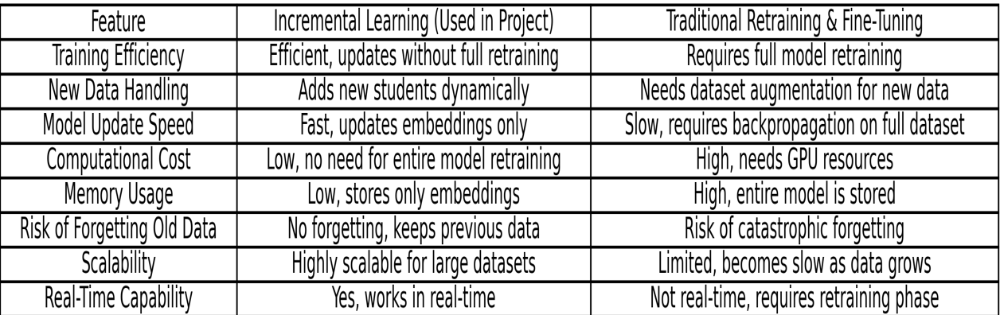 Feature Incremental Learning (Used in Project) Traditional Retraining & Fine-Tuning
Training Efficiency Efficient, updates without full retraining Requires full model retraining
New Data Handling Adds new students dynamically Needs dataset augmentation for new data
Model Update Speed Fast, updates embeddings only Slow, requires backpropagation on full dataset
Computational Cost Low, no need for entire model retraining High, needs GPU resources
Memory Usage Low, stores only embeddings High, entire model is stored
Risk of Forgetting Old Data No forgetting, keeps previous data Risk of catastrophic forgetting
Scalability Highly scalable for large datasets Limited, becomes slow as data grows
Real-Time Capability Yes, works in real-time Not real-time, requires retraining phase